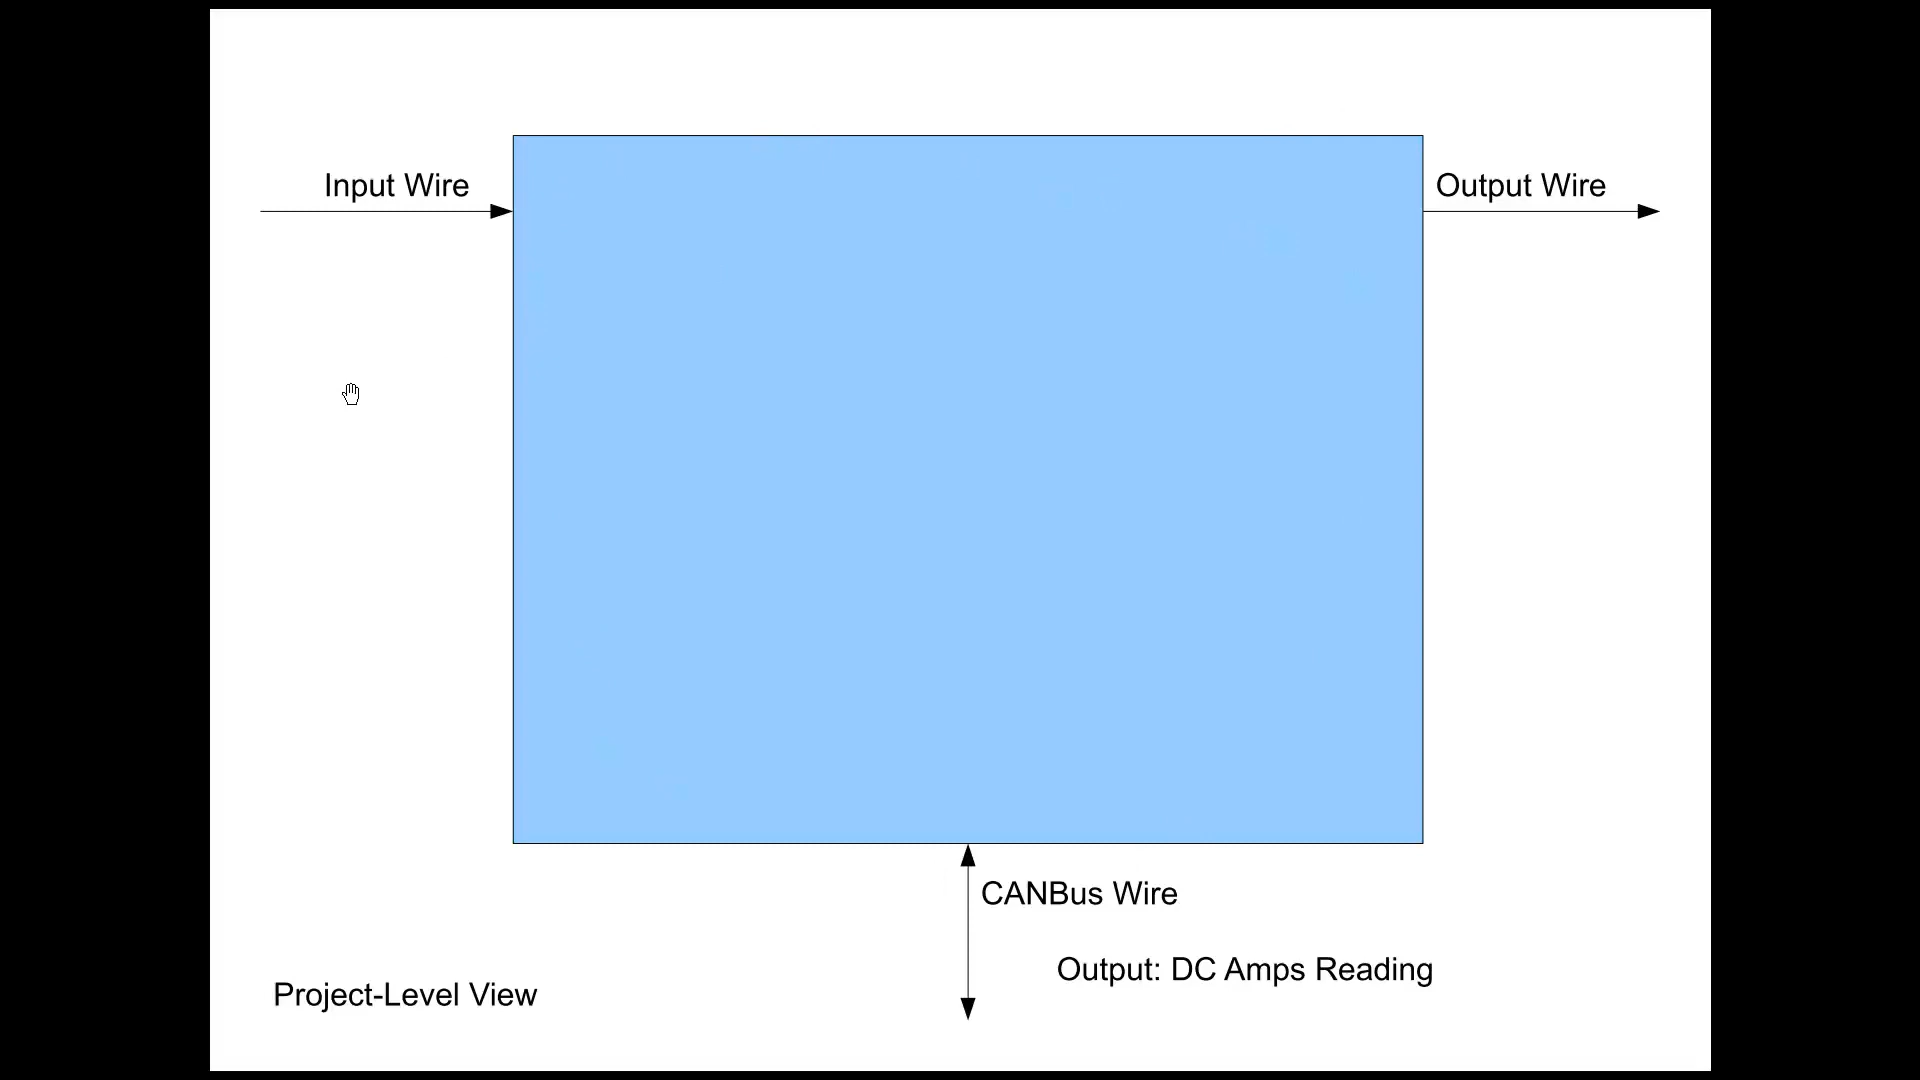 Input Wire
Output Wire
CANBus Wire
Output: DC Amps Reading
Project-Level View